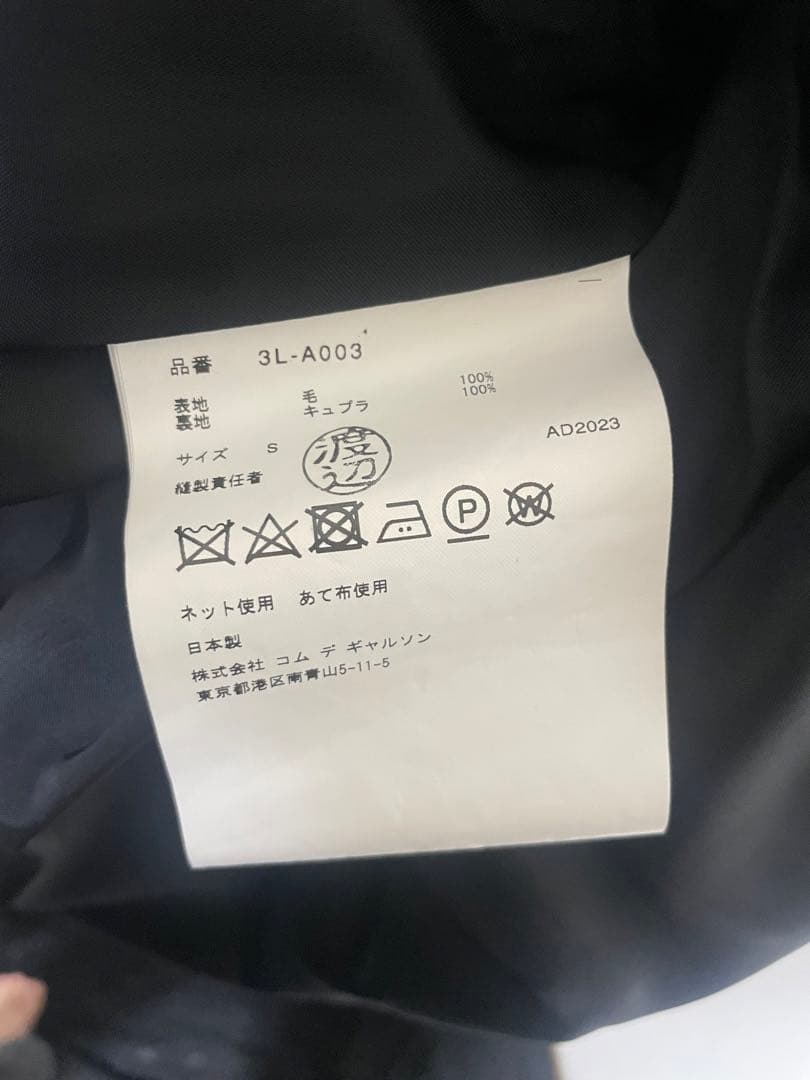 品番 3L-A003
表地 毛 100%
裏地 キュプラ 100%
サイズ S
AD2023
縫製責任者 渡辺
P
W
ネット使用 あて布使用
日本製
株式会社 コム デ ギャルソン
東京都港区南青山5-11-5